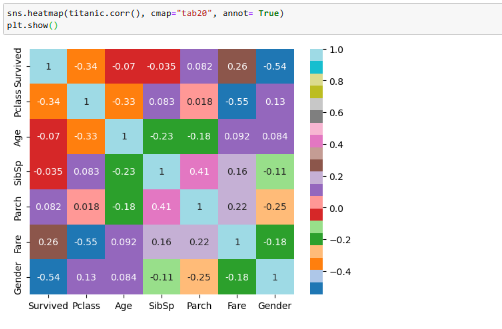 sns.heatmap(titanic.corr(), cmap="tab20", annot= True)
plt.show()
Survived 1 -0.34 -0.07 -0.035 0.082 0.26 -0.54
Pclass -0.34 1 -0.33 0.083 0.018 -0.55 0.13
Age -0.07 -0.33 1 -0.23 -0.18 0.092 0.084
SibSp -0.035 0.083 -0.23 1 0.41 0.16 -0.11
Parch 0.082 0.018 -0.18 0.41 1 0.22 -0.25
Fare 0.26 -0.55 0.092 0.16 0.22 1 -0.18
Gender -0.54 0.13 0.084 -0.11 -0.25 -0.18 1
Survived Pclass Age SibSp Parch Fare Gender
1.0
0.8
0.6
0.4
0.2
0.0
−0.2
−0.4